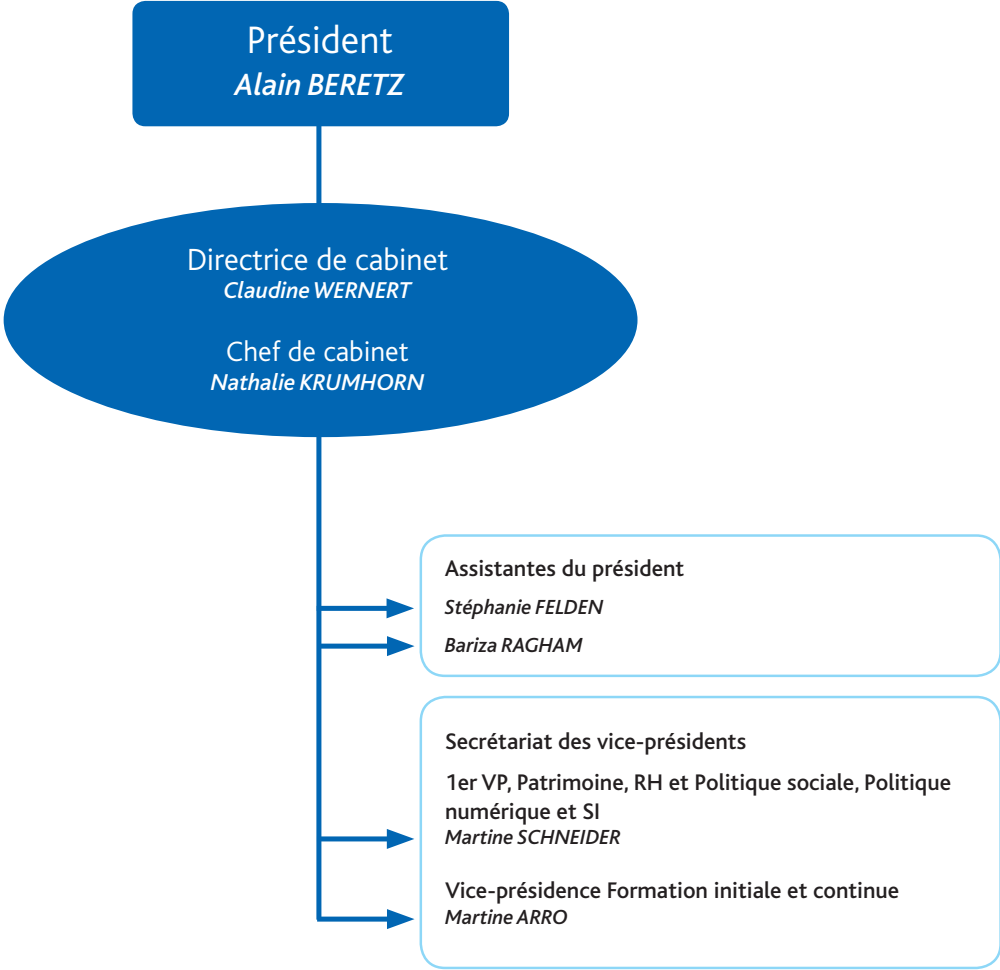 Président
Alain BERETZ
Directrice de cabinet
Claudine WERNERT
Chef de cabinet
Nathalie KRUMHORN
Assistantes du président
Stéphanie FELDEN
Bariza RAGHAM
Secrétariat des vice-présidents
1er VP, Patrimoine, RH et Politique sociale, Politique
numérique et SI
Martine SCHNEIDER
Vice-présidence Formation initiale et continue
Martine ARRO